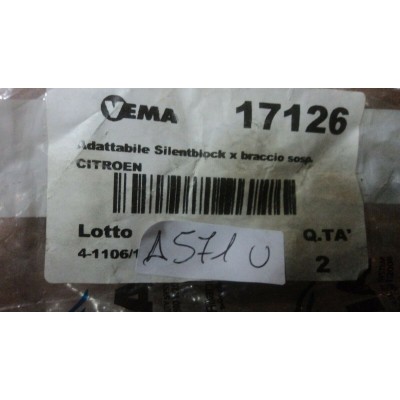 VEMA 17126
Adattabile Silentblock x braccio sosp.
CITROEN
Lotto Q.TA'
4-1106/1 2
A571 U